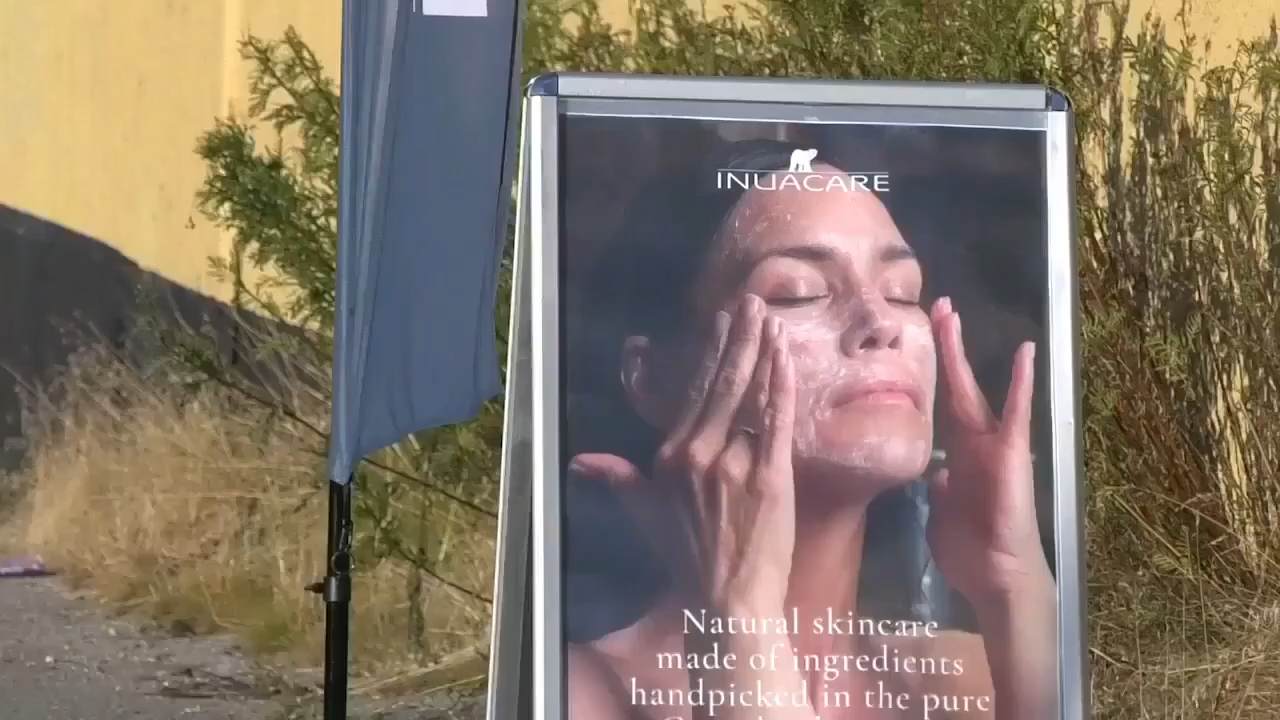 INUACARE
Natural skincare
made of ingredients
handpicked in the pure